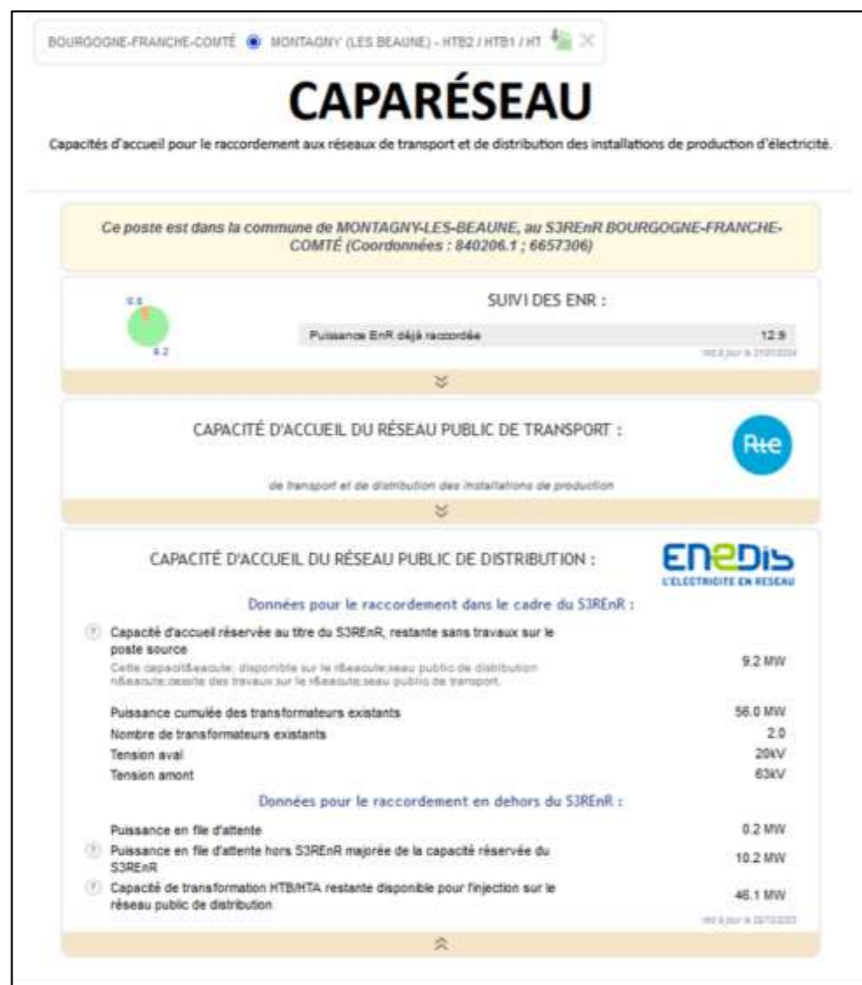 BOURGOGNE-FRANCHE-COMTÉ MONTAGNY (LES BEAUNE) - HTB2 / HTB1 / HT
CAPARÉSEAU
Capacités d'accueil pour le raccordement aux réseaux de transport et de distribution des installations de production d'électricité.
Ce poste est dans la commune de MONTAGNY-LES-BEAUNE, au S3REnR BOURGOGNE-FRANCHE-
COMTÉ (Coordonnées : 840206.1 ; 6657306)
SUIVI DES ENR :
Puissance EnR déjà raccordée 12.9
9.2
CAPACITÉ D'ACCUEIL DU RÉSEAU PUBLIC DE TRANSPORT :
Rte
de transport et de distribution des installations de production
CAPACITÉ D'ACCUEIL DU RÉSEAU PUBLIC DE DISTRIBUTION :
ENEDIS
L'ELECTRICITE EN RESEAU
Données pour le raccordement dans le cadre du S3REnR :
? Capacité d'accueil réservée au titre du S3REnR, restante sans travaux sur le
poste source
9.2 MW
Cette capacit&eacute; disponible sur le r&eacute;seau public de distribution
n&eacute;cessite des travaux sur le r&eacute;seau public de transport.
Puissance cumulée des transformateurs existants 56.0 MW
Nombre de transformateurs existants 2.0
Tension aval 20kV
Tension amont 63kV
Données pour le raccordement en dehors du S3REnR :
Puissance en file d'attente 0.2 MW
? Puissance en file d'attente hors S3REnR majorée de la capacité réservée du
S3REnR
10.2 MW
? Capacité de transformation HTB/HTA restante disponible pour l'injection sur le
réseau public de distribution
46.1 MW